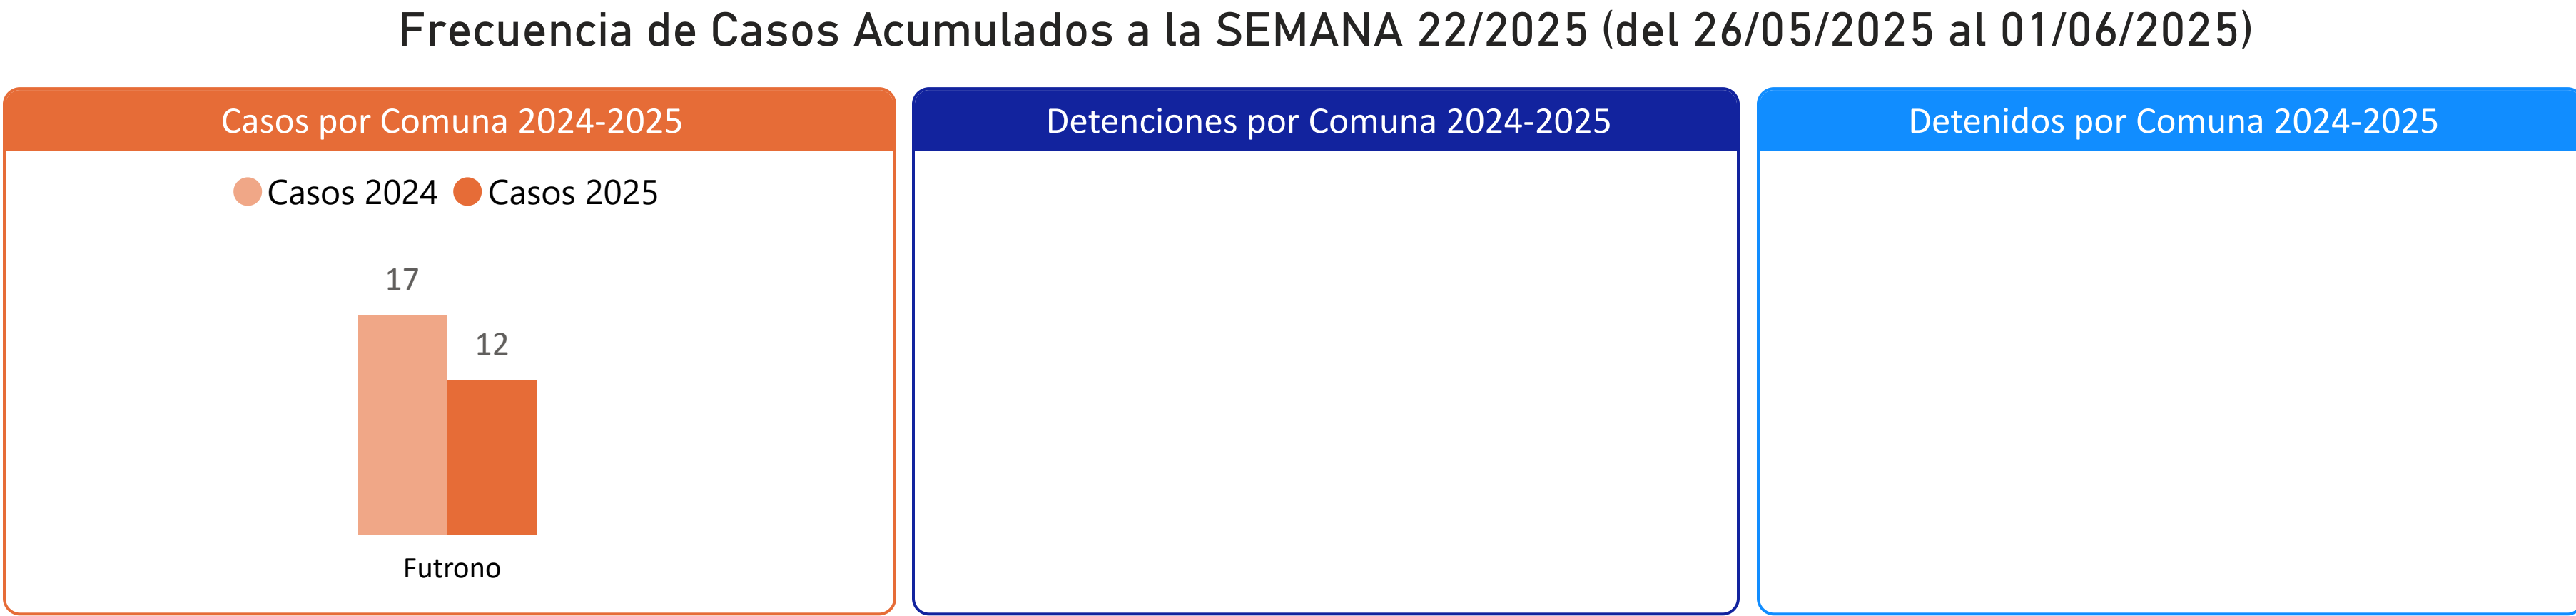 Frecuencia de Casos Acumulados a la SEMANA 22/2025 (del 26/05/2025 al 01/06/2025)
Casos por Comuna 2024-2025
Casos 2024 Casos 2025
17
12
Futrono
Detenciones por Comuna 2024-2025
Detenidos por Comuna 2024-2025